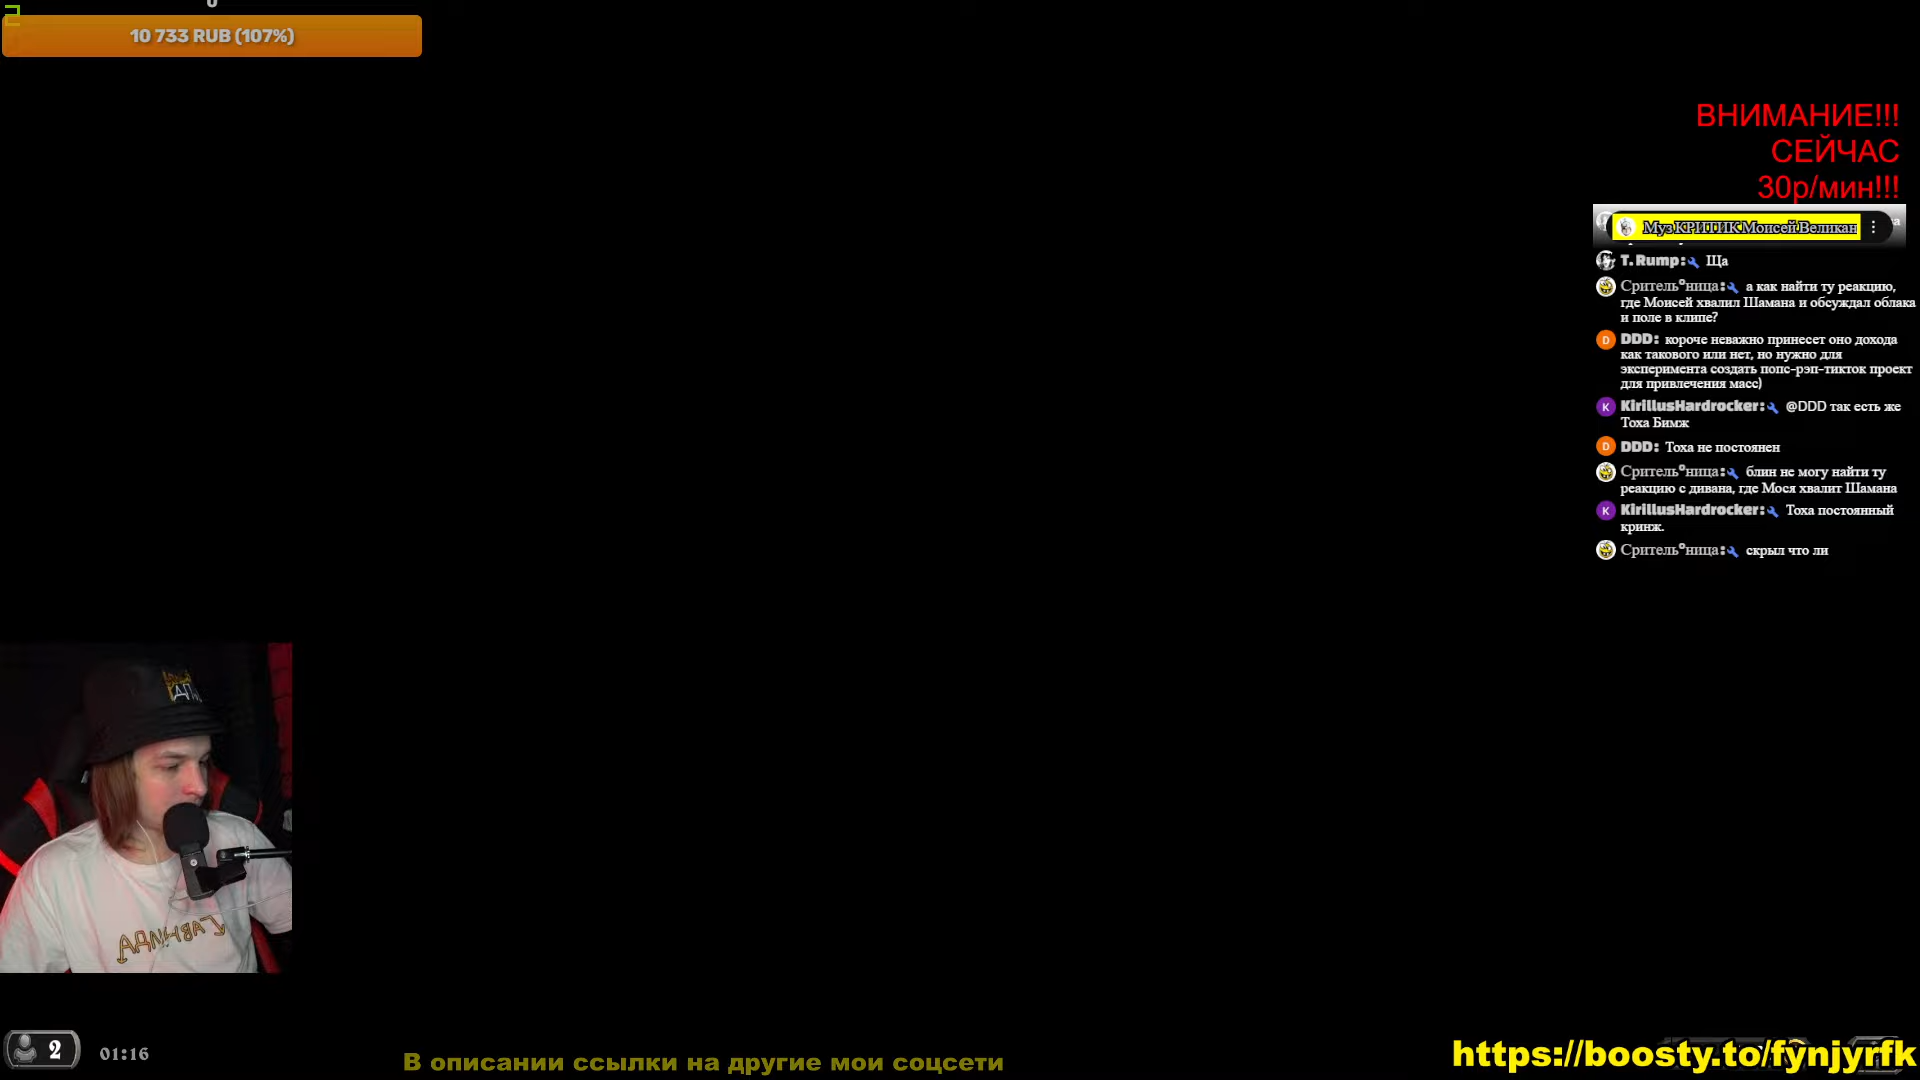 10 733 RUB (107%)
ВНИМАНИЕ!!!
СЕЙЧАС
30р/мин!!!
Муз КРИТИК Моисей Великан
T. Rump: Ща
Сритель°ница: а как найти ту реакцию,
где Моисей хвалил Шамана и обсуждал облака
и поле в клипе?
DDD: короче неважно принесет оно дохода
как такового или нет, но нужно для
эксперимента создать попс-рэп-тикток проект
для привлечения масс)
KirillusHardrocker: @DDD так есть же
Тоха Бимж
DDD: Тоха не постоянен
Сритель°ница: блин не могу найти ту
реакцию с дивана, где Мося хвалит Шамана
KirillusHardrocker: Тоха постоянный
кринж.
Сритель°ница: скрыл что ли
2
01:16
В описании ссылки на другие мои соцсети
https://boosty.to/fynjyrfk